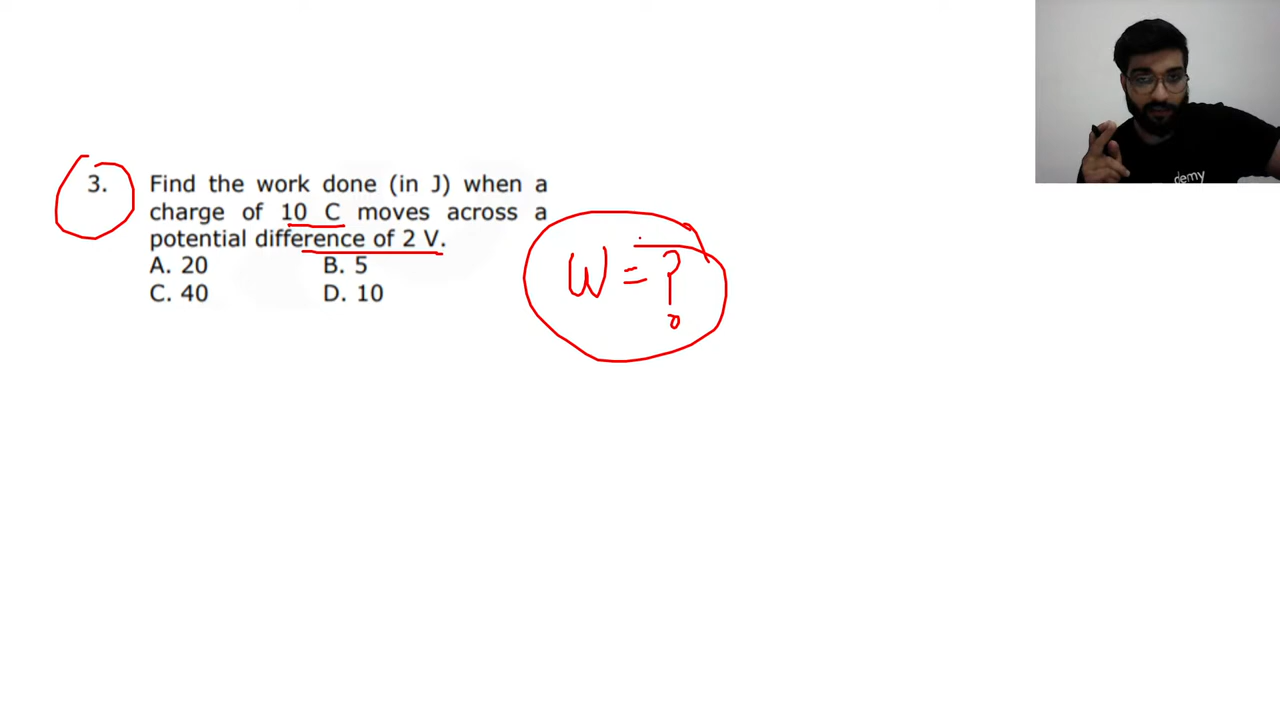 3. Find the work done (in J) when a
charge of 10 C moves across a
potential difference of 2 V.
A. 20 B. 5
C. 40 D. 10
W = ?
demy